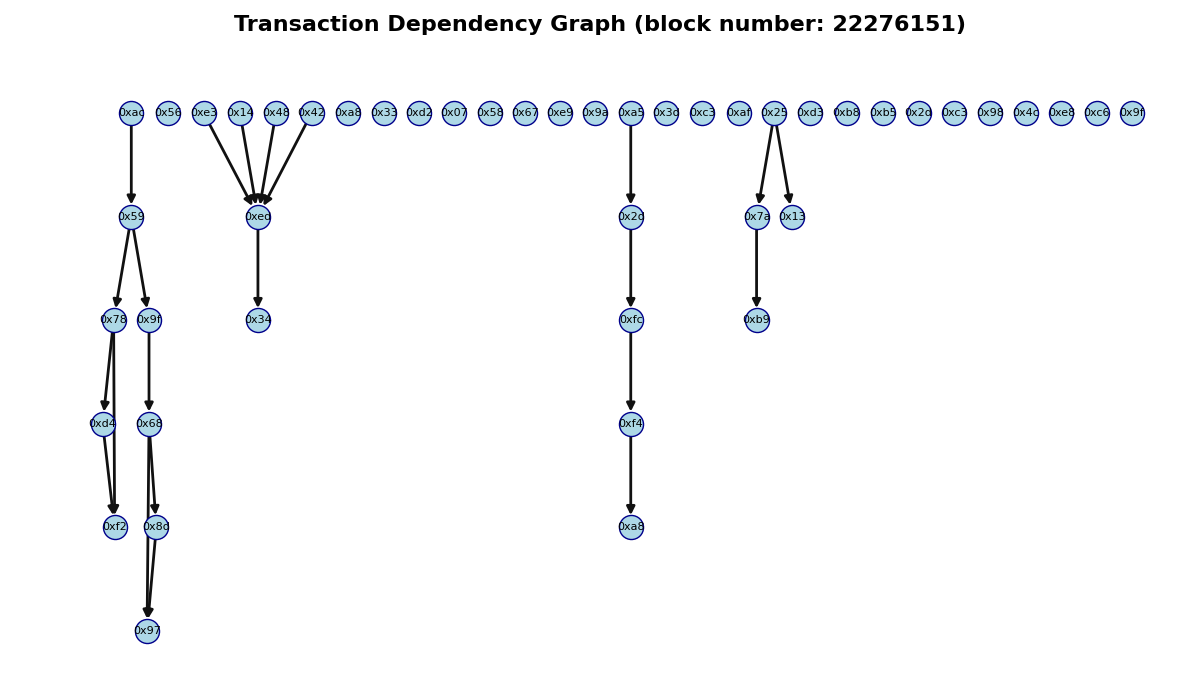 Transaction Dependency Graph (block number: 22276151)
0xac 0x56 0xe3 0x14 0x48 0x42 0xa8 0x33 0xd2 0x07 0x58 0x67 0xe9 0x9a 0xa5 0x3d 0xc3 0xaf 0x25 0xd3 0xb8 0xb5 0x2d 0xc3 0x98 0x4c 0xe8 0xc6 0x9f
0x59 0xed 0x2d 0x7a 0x13
0x78 0x9f 0x34 0xfc 0xb9
0xd4 0x68 0xf4
0xf2 0x8d 0xa8
0x97